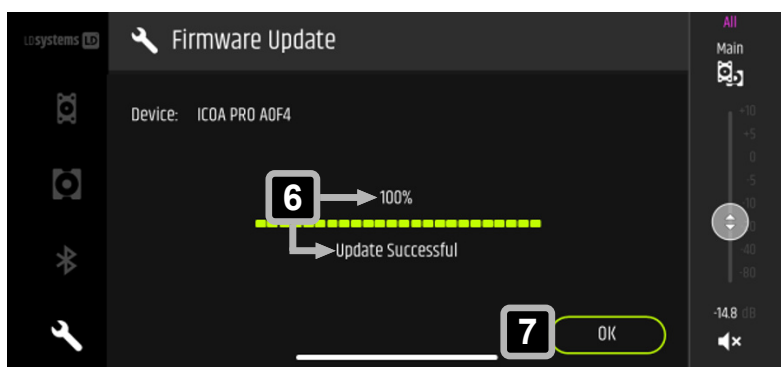 LDsystems LD
Firmware Update
All
Main
Device: ICOA PRO A0F4
+10
+5
0
-5
-10
-40
-80
6
100%
Update Successful
-14.8 dB
7
OK